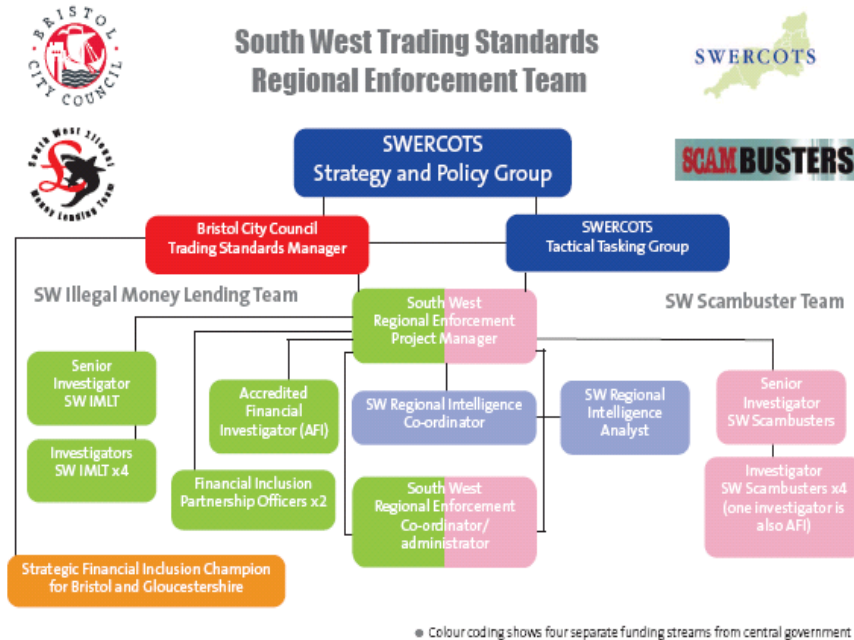 BRISTOL
CITY COUNCIL
South West Trading Standards
Regional Enforcement Team
SWERCOTS
South West Illegal
Money Lending Team
SCAMBUSTERS
SWERCOTS
Strategy and Policy Group
Bristol City Council
Trading Standards Manager
SWERCOTS
Tactical Tasking Group
SW Illegal Money Lending Team
SW Scambuster Team
South West
Regional Enforcement
Project Manager
Senior
Investigator
SW IMLT
Accredited
Financial
Investigator (AFI)
SW Regional Intelligence
Co-ordinator
SW Regional
Intelligence
Analyst
Senior
Investigator
SW Scambusters
Investigators
SW IMLT x4
Financial Inclusion
Partnership Officers x2
South West
Regional Enforcement
Co-ordinator/
administrator
Investigator
SW Scambusters x4
(one investigator is
also AFI)
Strategic Financial Inclusion Champion
for Bristol and Gloucestershire
● Colour coding shows four separate funding streams from central government